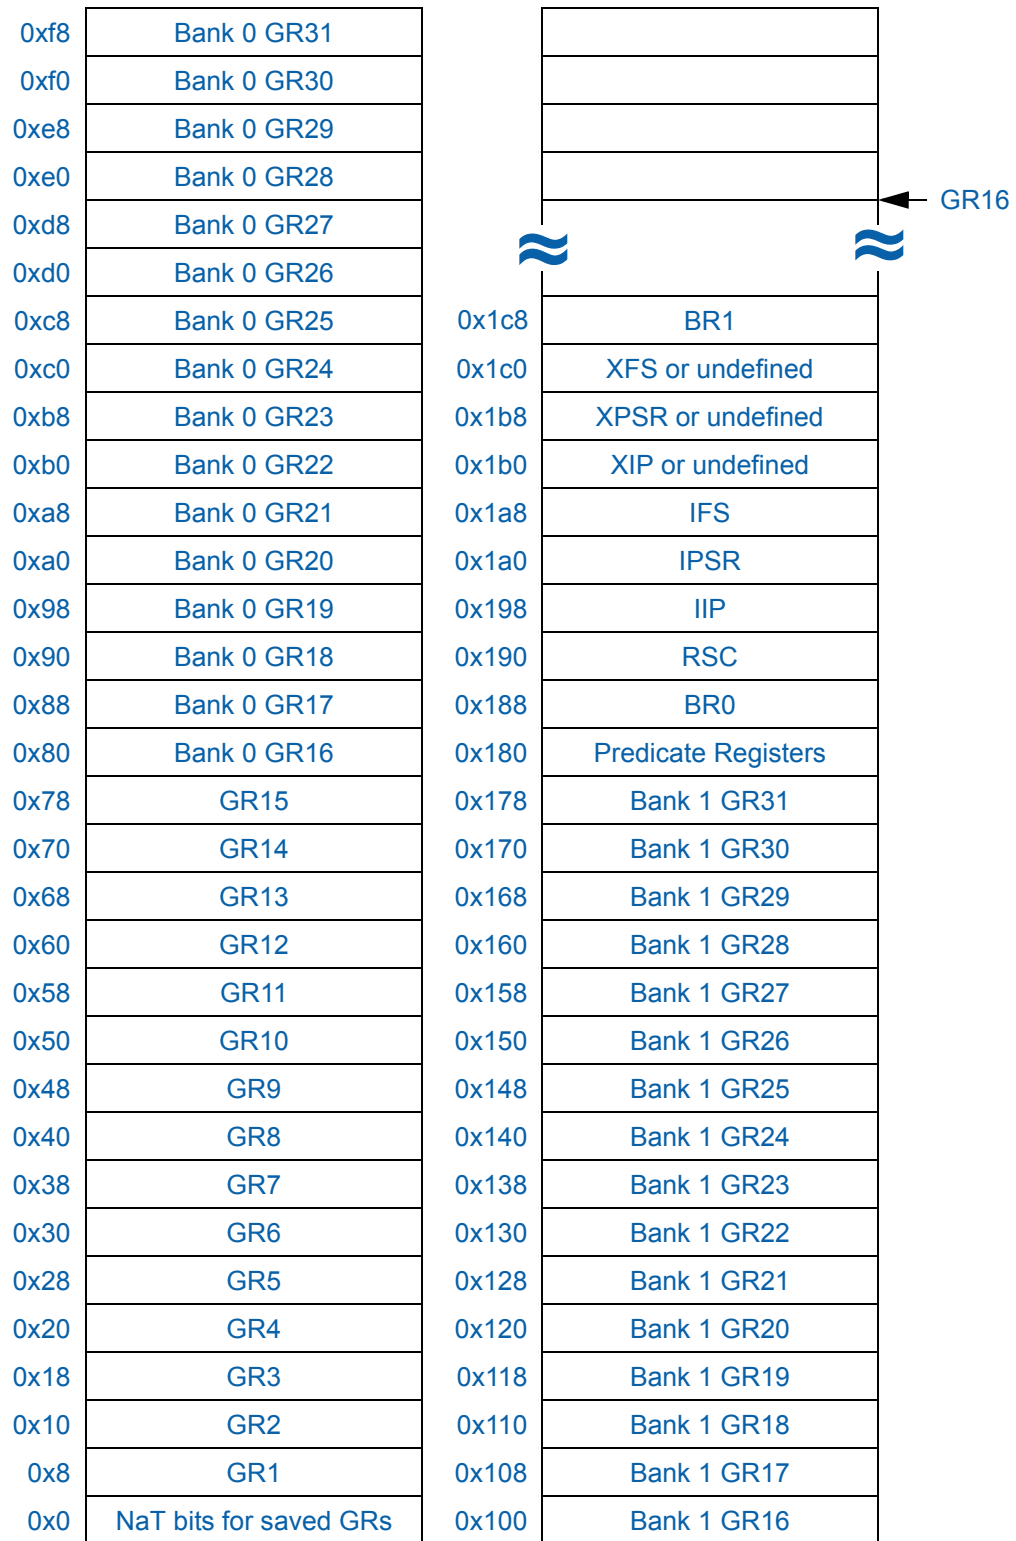 0xf8 Bank 0 GR31
0xf0 Bank 0 GR30
0xe8 Bank 0 GR29
0xe0 Bank 0 GR28
GR16
0xd8 Bank 0 GR27
0xd0 Bank 0 GR26
0xc8 Bank 0 GR25 0x1c8 BR1
0xc0 Bank 0 GR24 0x1c0 XFS or undefined
0xb8 Bank 0 GR23 0x1b8 XPSR or undefined
0xb0 Bank 0 GR22 0x1b0 XIP or undefined
0xa8 Bank 0 GR21 0x1a8 IFS
0xa0 Bank 0 GR20 0x1a0 IPSR
0x98 Bank 0 GR19 0x198 IIP
0x90 Bank 0 GR18 0x190 RSC
0x88 Bank 0 GR17 0x188 BR0
0x80 Bank 0 GR16 0x180 Predicate Registers
0x78 GR15 0x178 Bank 1 GR31
0x70 GR14 0x170 Bank 1 GR30
0x68 GR13 0x168 Bank 1 GR29
0x60 GR12 0x160 Bank 1 GR28
0x58 GR11 0x158 Bank 1 GR27
0x50 GR10 0x150 Bank 1 GR26
0x48 GR9 0x148 Bank 1 GR25
0x40 GR8 0x140 Bank 1 GR24
0x38 GR7 0x138 Bank 1 GR23
0x30 GR6 0x130 Bank 1 GR22
0x28 GR5 0x128 Bank 1 GR21
0x20 GR4 0x120 Bank 1 GR20
0x18 GR3 0x118 Bank 1 GR19
0x10 GR2 0x110 Bank 1 GR18
0x8 GR1 0x108 Bank 1 GR17
0x0 NaT bits for saved GRs 0x100 Bank 1 GR16